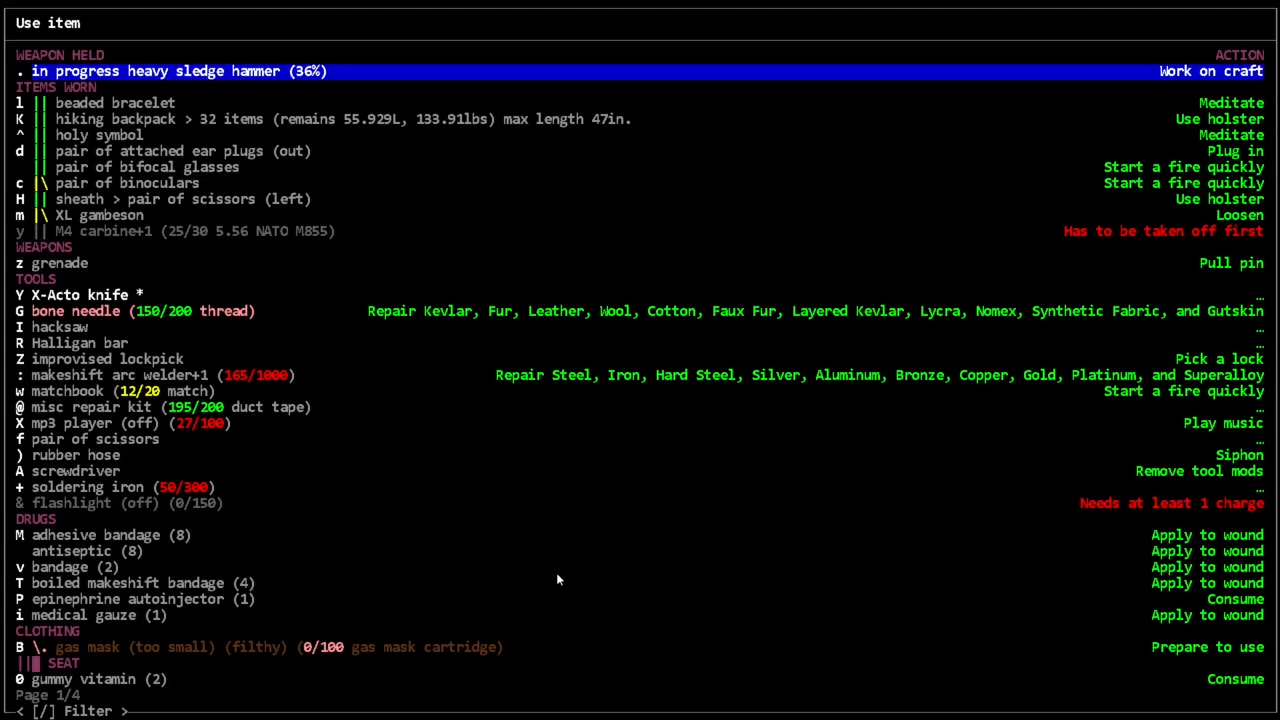 Use item
WEAPON HELD ACTION
. in progress heavy sledge hammer (36%) Work on craft
ITEMS WORN
l || beaded bracelet Meditate
K || hiking backpack > 32 items (remains 55.929L, 133.91lbs) max length 47in. Use holster
^ || holy symbol Meditate
d || pair of attached ear plugs (out) Plug in
|| pair of bifocal glasses Start a fire quickly
c |\ pair of binoculars Start a fire quickly
H || sheath > pair of scissors (left) Use holster
m |\ XL gambeson Loosen
y || M4 carbine+1 (25/30 5.56 NATO M855) Has to be taken off first
WEAPONS
z grenade Pull pin
TOOLS
Y X-Acto knife * …
G bone needle (150/200 thread) Repair Kevlar, Fur, Leather, Wool, Cotton, Faux Fur, Layered Kevlar, Lycra, Nomex, Synthetic Fabric, and Gutskin
I hacksaw …
R Halligan bar …
Z improvised lockpick Pick a lock
: makeshift arc welder+1 (165/1000) Repair Steel, Iron, Hard Steel, Silver, Aluminum, Bronze, Copper, Gold, Platinum, and Superalloy
w matchbook (12/20 match) Start a fire quickly
@ misc repair kit (195/200 duct tape) …
X mp3 player (off) (27/100) Play music
f pair of scissors …
) rubber hose Siphon
A screwdriver Remove tool mods
+ soldering iron (50/300) …
& flashlight (off) (0/150) Needs at least 1 charge
DRUGS
M adhesive bandage (8) Apply to wound
antiseptic (8) Apply to wound
v bandage (2) Apply to wound
T boiled makeshift bandage (4) Apply to wound
P epinephrine autoinjector (1) Consume
i medical gauze (1) Apply to wound
CLOTHING
B \. gas mask (too small) (filthy) (0/100 gas mask cartridge) Prepare to use
|| SEAT
0 gummy vitamin (2) Consume
Page 1/4
< [/] Filter >